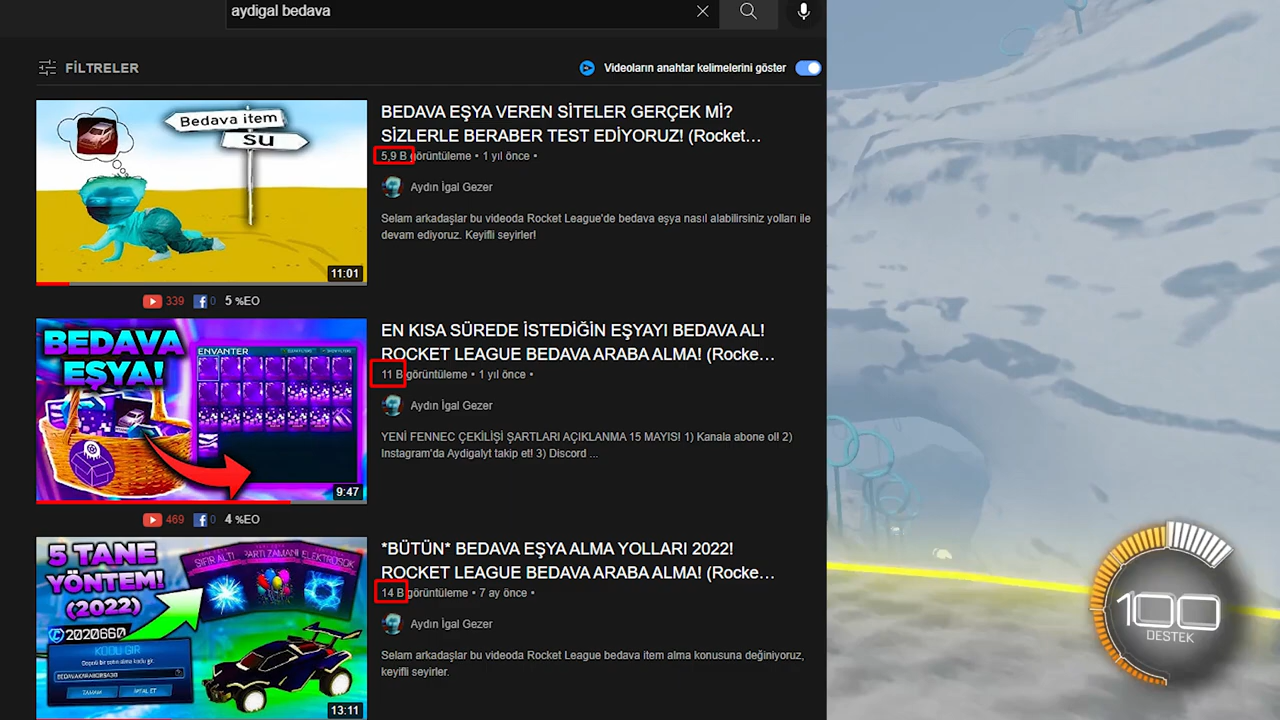 aydigal bedava
FİLTRELER
Videoların anahtar kelimelerini göster
Bedava item
su
11:01
BEDAVA EŞYA VEREN SİTELER GERÇEK Mİ?
SİZLERLE BERABER TEST EDİYORUZ! (Rocket…
5,9 B görüntüleme • 1 yıl önce •
Aydın İgal Gezer
Selam arkadaşlar bu videoda Rocket League'de bedava eşya nasıl alabilirsiniz yolları ile
devam ediyoruz. Keyifli seyirler!
339 0 5 %EO
BEDAVA
EŞYA!
ENVANTER
9:47
EN KISA SÜREDE İSTEDİĞİN EŞYAYI BEDAVA AL!
ROCKET LEAGUE BEDAVA ARABA ALMA! (Rocke…
11 B görüntüleme • 1 yıl önce •
Aydın İgal Gezer
YENİ FENNEC ÇEKİLİŞİ ŞARTLARI AÇIKLANMA 15 MAYIS! 1) Kanala abone ol! 2)
Instagram'da Aydigalyt takip et! 3) Discord ...
469 0 4 %EO
5 TANE
YÖNTEM!
(2022)
SIFIR ALTI
PARTİ ZAMANI
ELEKTROŞOK
2020660
KODU GİR
TAMAM
İPTAL ET
13:11
*BÜTÜN* BEDAVA EŞYA ALMA YOLLARI 2022!
ROCKET LEAGUE BEDAVA ARABA ALMA! (Rocke…
14 B görüntüleme • 7 ay önce •
Aydın İgal Gezer
Selam arkadaşlar bu videoda Rocket League bedava item alma konusuna değiniyoruz,
keyifli seyirler.
100
DESTEK